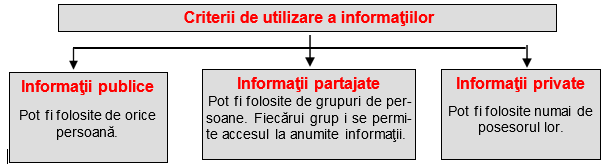 Criterii de utilizare a informaţiilor
Informaţii publice
Pot fi folosite de orice
persoană.
Informaţii partajate
Pot fi folosite de grupuri de per-
soane. Fiecărui grup i se permi-
te accesul la anumite informaţii.
Informaţii private
Pot fi folosite numai de
posesorul lor.